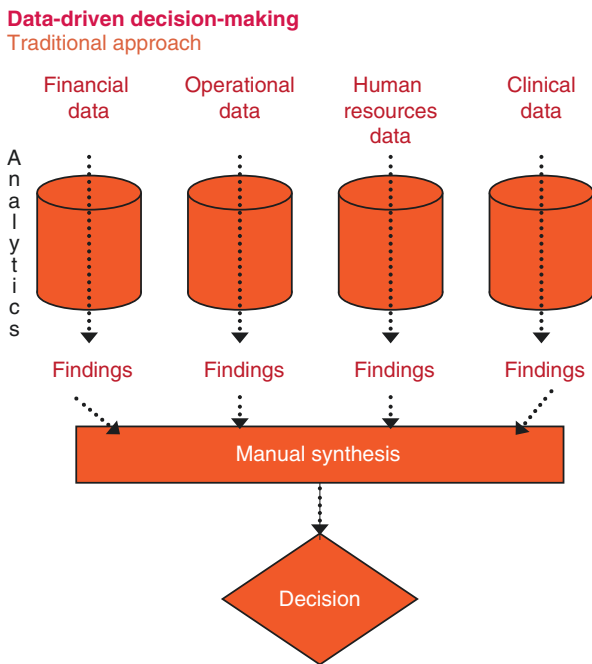 Data-driven decision-making
Traditional approach
Financial
data
Operational
data
Human
resources
data
Clinical
data
Analytics
Findings
Findings
Findings
Findings
Manual synthesis
Decision